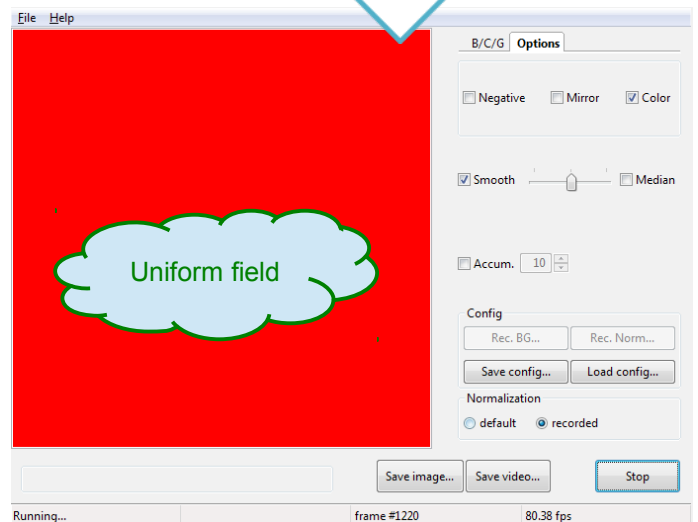 File Help
B/C/G Options
Negative Mirror Color
Smooth Median
Uniform field
Accum. 10
Config
Rec. BG... Rec. Norm...
Save config... Load config...
Normalization
default recorded
Save image... Save video... Stop
Running... frame #1220 80.38 fps